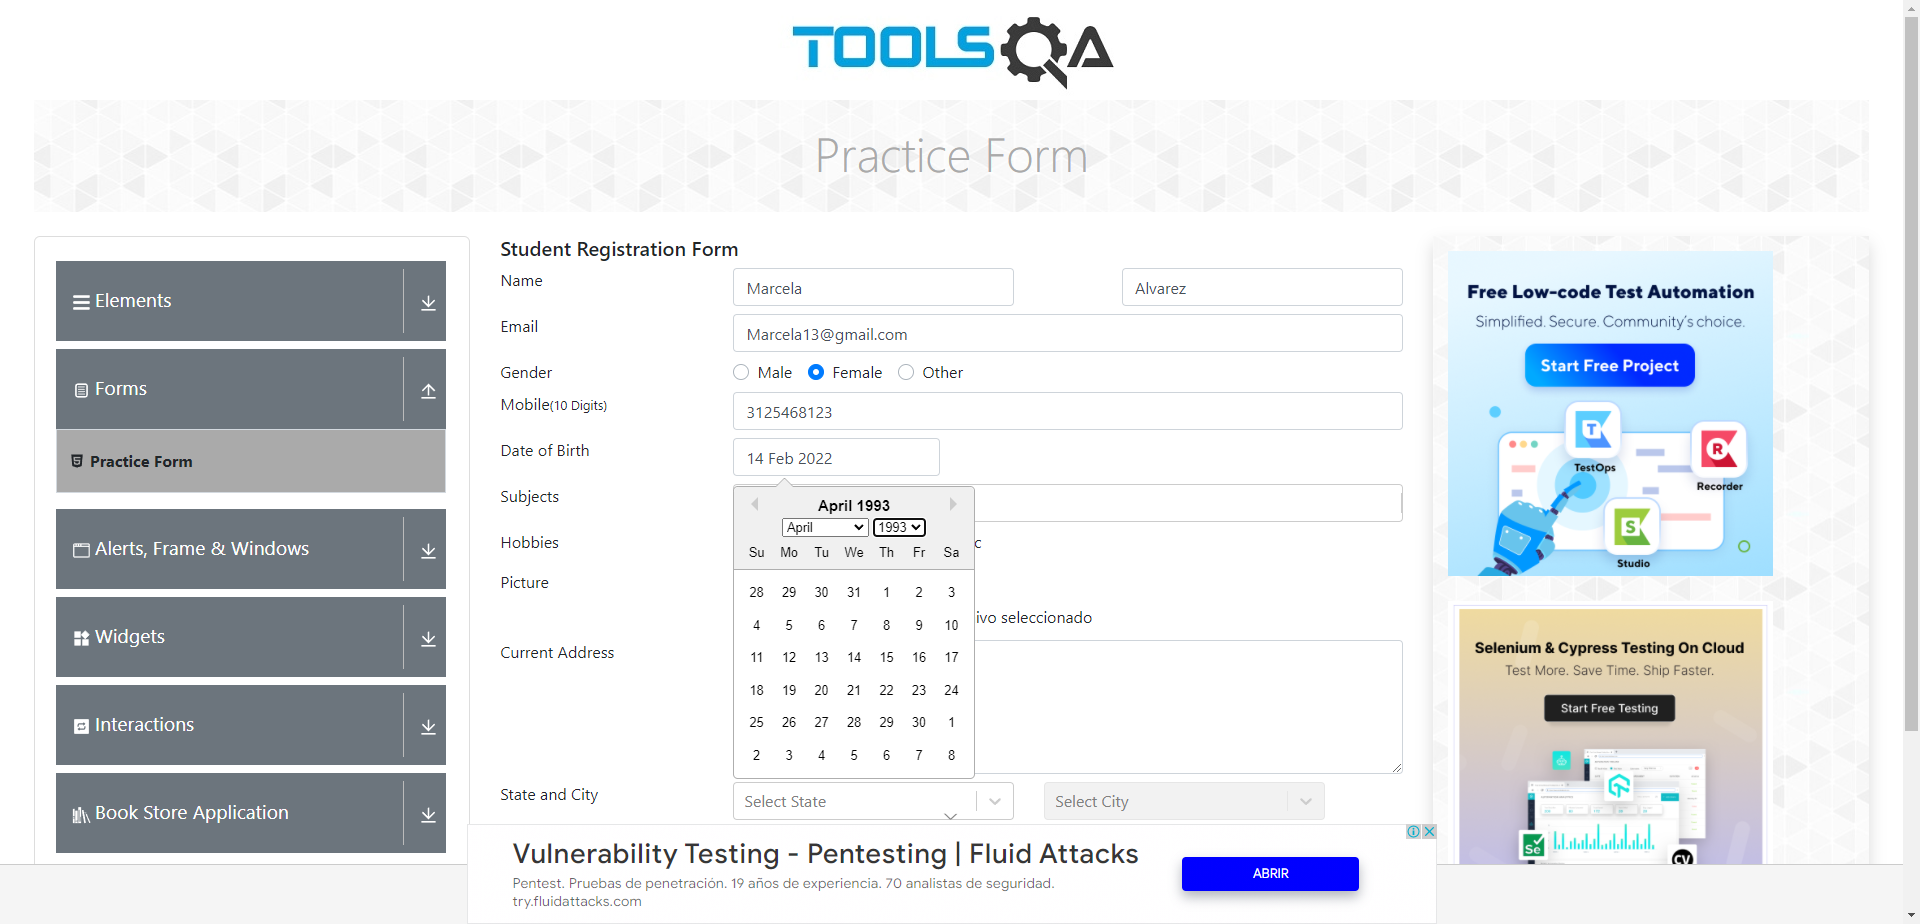 TOOLSQA
Practice Form
Elements
Forms
Practice Form
Alerts, Frame & Windows
Widgets
Interactions
Book Store Application
Student Registration Form
Name
Marcela
Alvarez
Email
Marcela13@gmail.com
Gender
Male
Female
Other
Mobile(10 Digits)
3125468123
Date of Birth
14 Feb 2022
April 1993
April
1993
Su Mo Tu We Th Fr Sa
28 29 30 31 1 2 3
4 5 6 7 8 9 10
11 12 13 14 15 16 17
18 19 20 21 22 23 24
25 26 27 28 29 30 1
2 3 4 5 6 7 8
Subjects
Hobbies
c
Picture
ivo seleccionado
Current Address
State and City
Select State
Select City
Free Low-code Test Automation
Simplified. Secure. Community's choice.
Start Free Project
T
TestOps
R
Recorder
S
Studio
Selenium & Cypress Testing On Cloud
Test More. Save Time. Ship Faster.
Start Free Testing
Se
CV
Vulnerability Testing - Pentesting | Fluid Attacks
Pentest. Pruebas de penetración. 19 años de experiencia. 70 analistas de seguridad.
try.fluidattacks.com
ABRIR